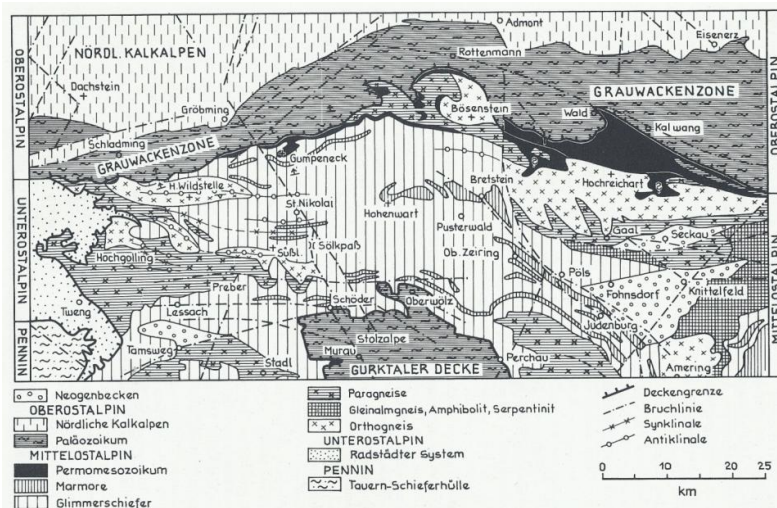 Admont
Eisenerz
NÖRDL. KALKALPEN
Rottenmann
Dachstein
GRAUWACKENZONE
Bösenstein
Wald
Gröbming
Kalwang
OBEROSTALPIN
OBEROSTALPIN
Schladming
GRAUWACKENZONE
Gumpeneck
Bretstein
Hochreichart
H.Wildstelle
St.Nikolai
Hohenwart
Pusterwald
Gaal
Seckau
Sölkpaß
Süßl.
Ob. Zeiring
Hochgolling
UNTEROSTALPIN
MITTELOSTALPIN
Pöls
Preber
Fohnsdorf
Knittelfeld
Tweng
Lessach
Schöder
Oberwölz
Judenburg
Stolzalpe
PENNIN
Tamsweg
Stadl
Murau
Perchau
GURKTALER DECKE
Amering
Neogenbecken
OBEROSTALPIN
Nördliche Kalkalpen
Paläozoikum
MITTELOSTALPIN
Permomesozoikum
Marmore
Glimmerschiefer
Paragneise
Gleinalmgneis, Amphibolit, Serpentinit
Orthogneis
UNTEROSTALPIN
Radstädter System
PENNIN
Tauern-Schieferhülle
Deckengrenze
Bruchlinie
Synklinale
Antiklinale
0 5 10 15 20 25
km